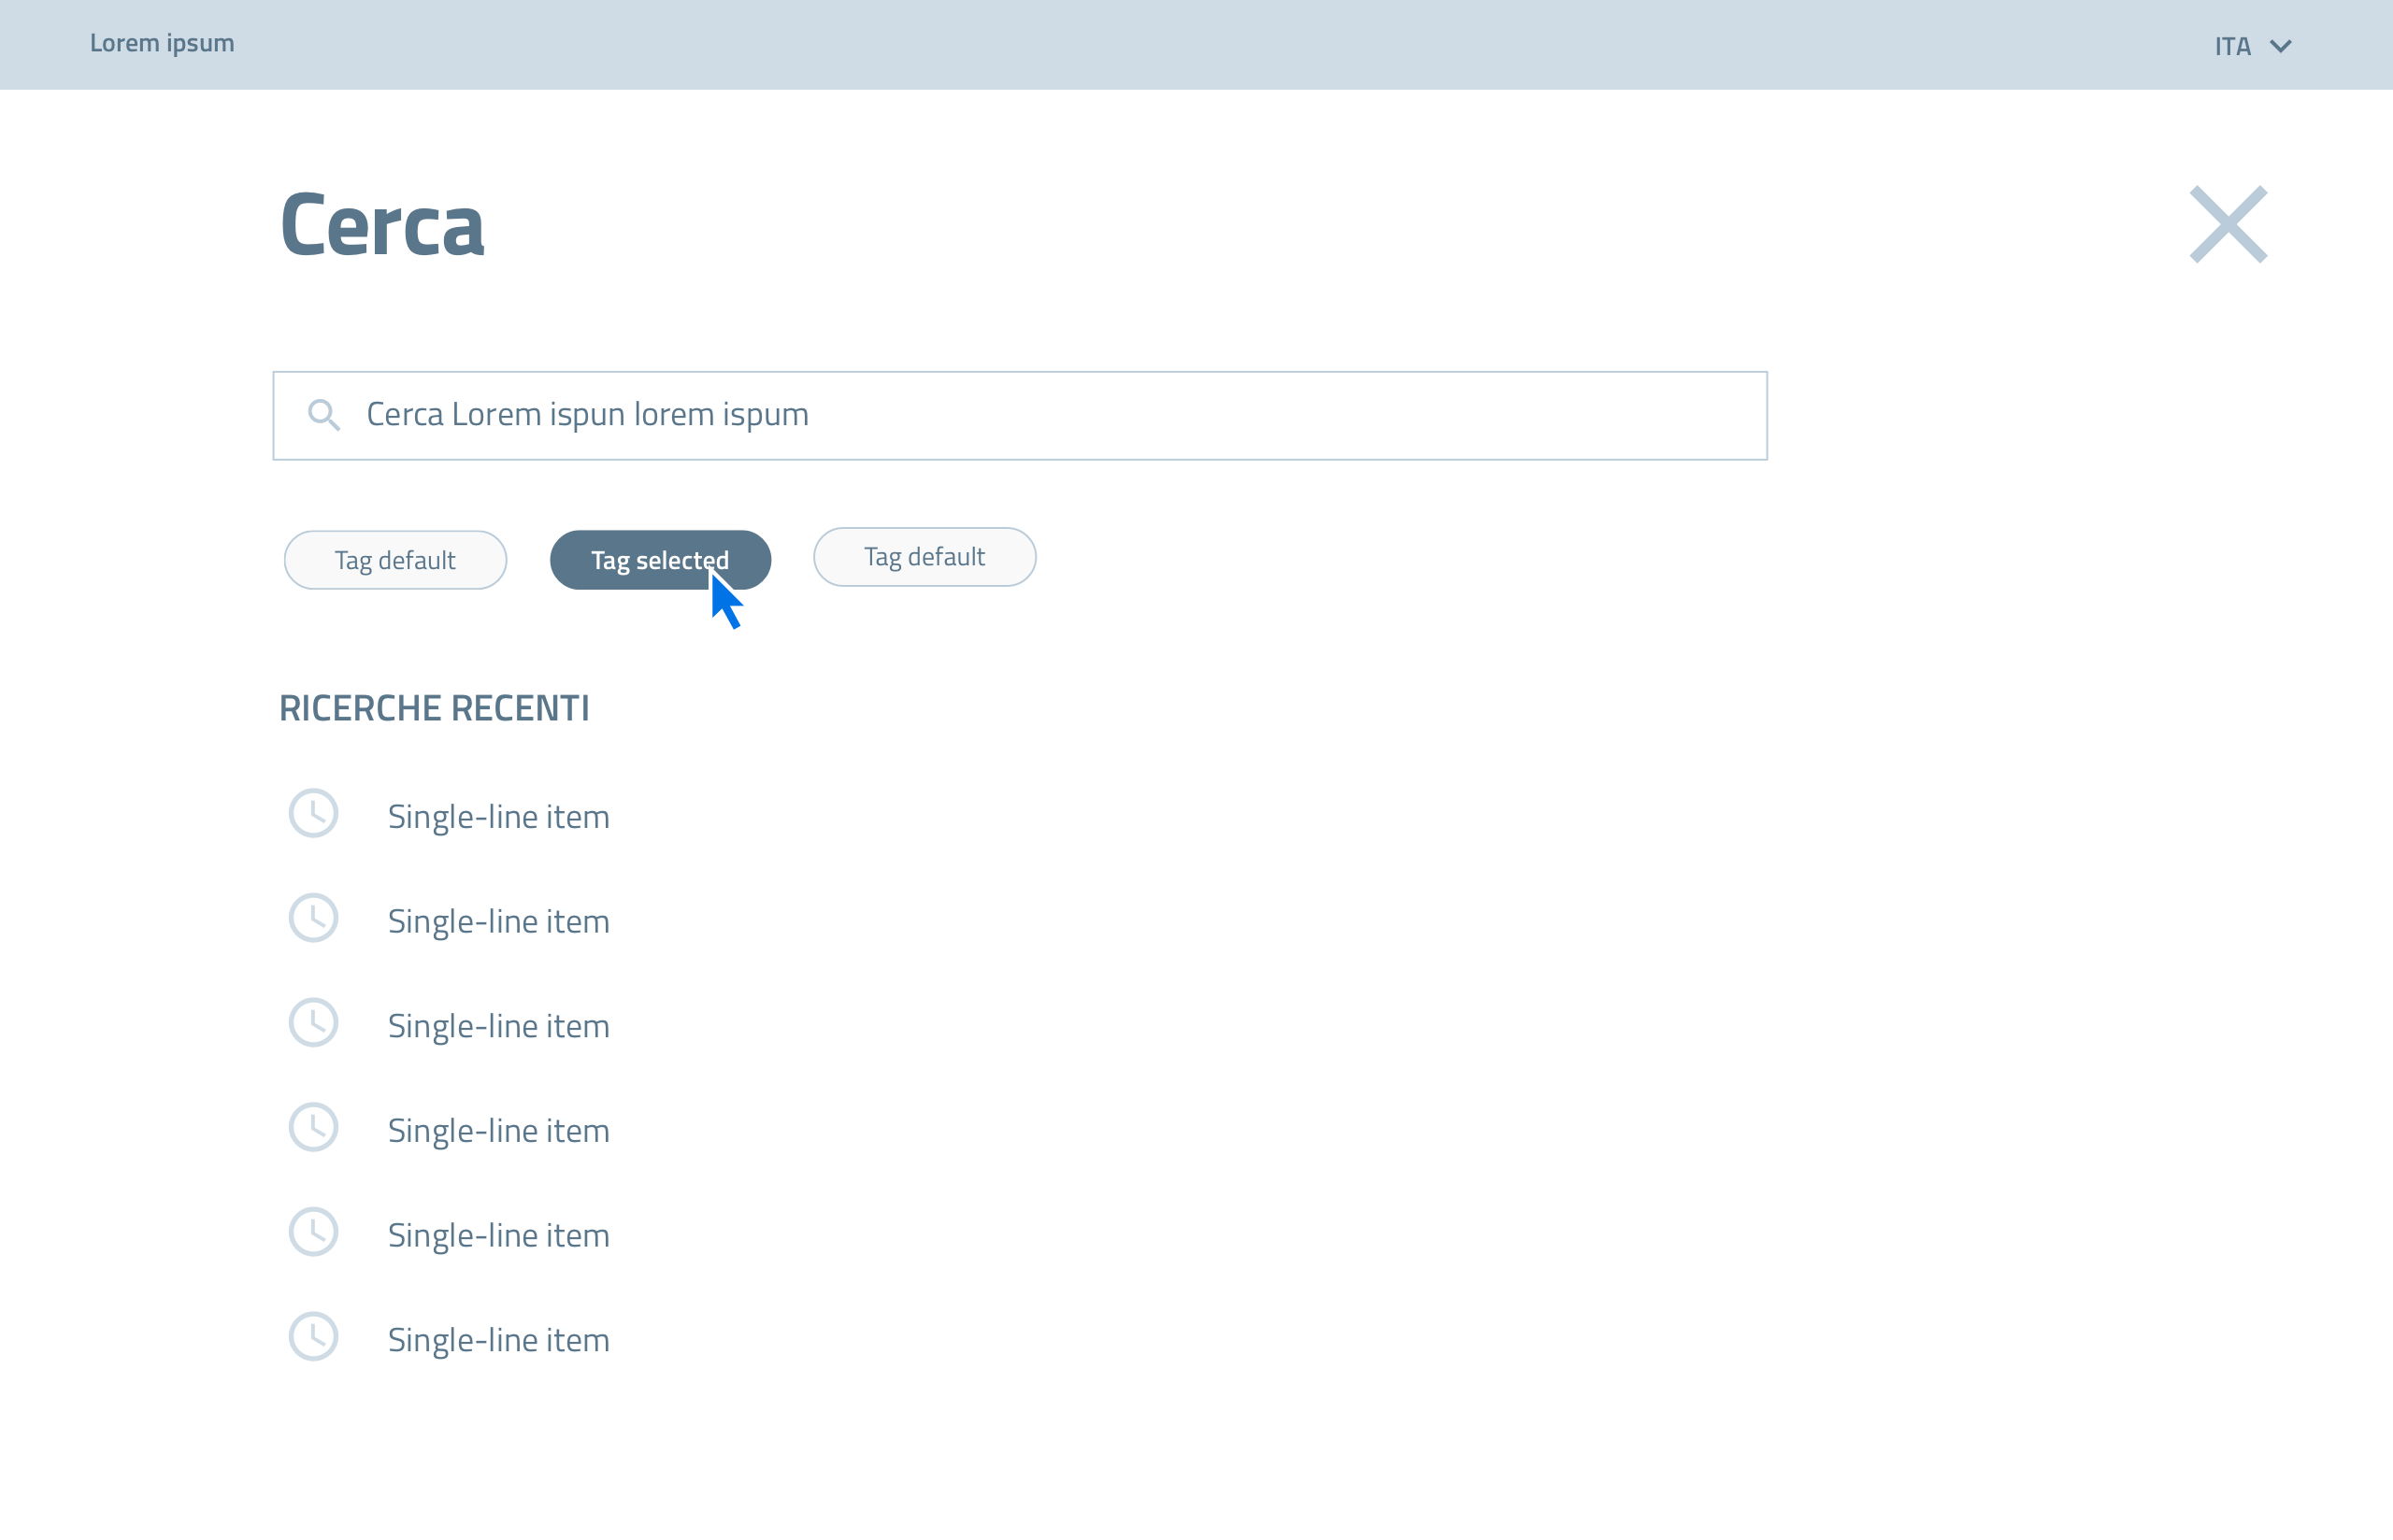 Lorem ipsum
ITA
Cerca
Cerca Lorem ispun lorem ispum
Tag default
Tag selected
Tag default
RICERCHE RECENTI
Single-line item
Single-line item
Single-line item
Single-line item
Single-line item
Single-line item